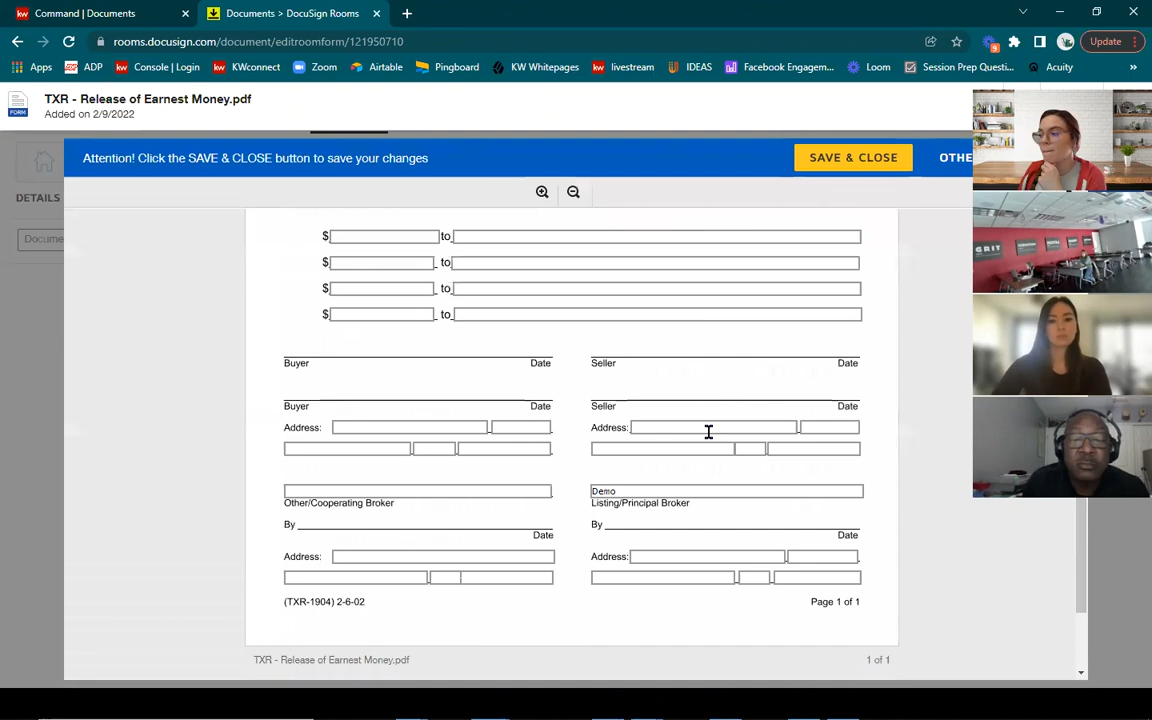 Command | Documents
Documents > DocuSign Rooms
rooms.docusign.com/document/editroomform/121950710
Update
Apps
ADP
Console | Login
KWconnect
Zoom
Airtable
Pingboard
KW Whitepages
livestream
IDEAS
Facebook Engagem...
Loom
Session Prep Questi...
Acuity
TXR - Release of Earnest Money.pdf
Added on 2/9/2022
FORM
Attention! Click the SAVE & CLOSE button to save your changes
SAVE & CLOSE
OTHE
DETAILS
Docume
$ to
$ to
$ to
$ to
Buyer Date Seller Date
Buyer Date Seller Date
Address: Address:
Demo
Other/Cooperating Broker Listing/Principal Broker
By By
Date Date
Address: Address:
(TXR-1904) 2-6-02 Page 1 of 1
TXR - Release of Earnest Money.pdf 1 of 1
GRIT